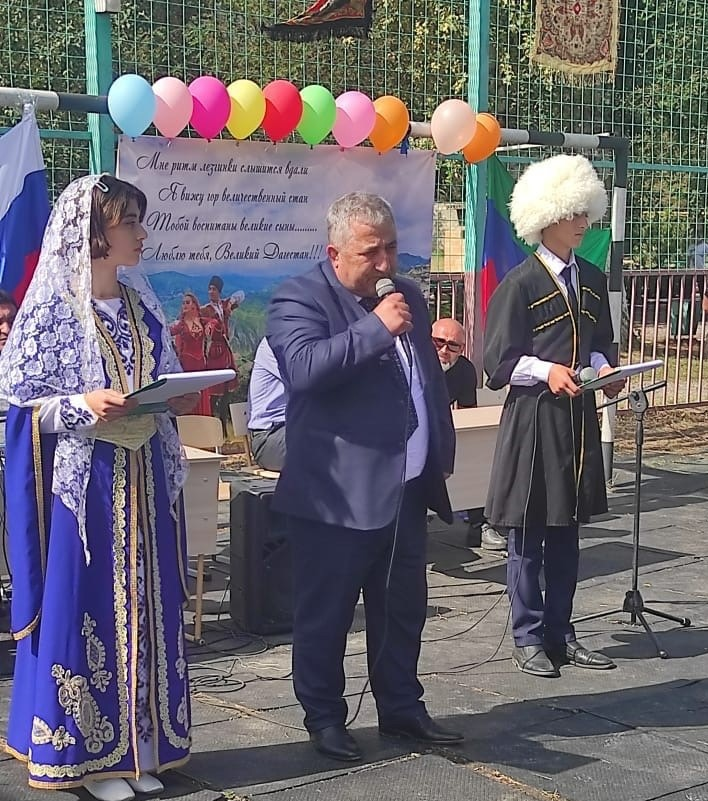 Мне ритм лезгинки слышится вдали
Я вижу гор величественный стан
Тобой воспитаны великие сыны.........
Люблю тебя, Великий Дагестан!!!